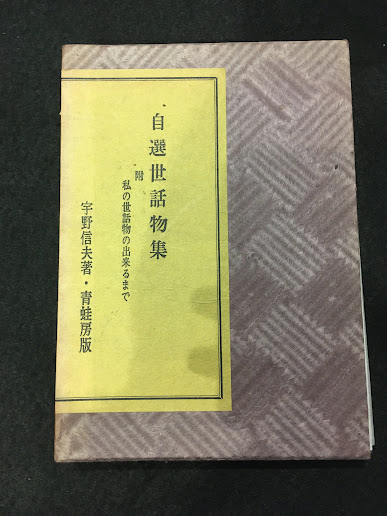 自選世話物集
附
私の世話物の出来るまで
宇野信夫著・青蛙房版